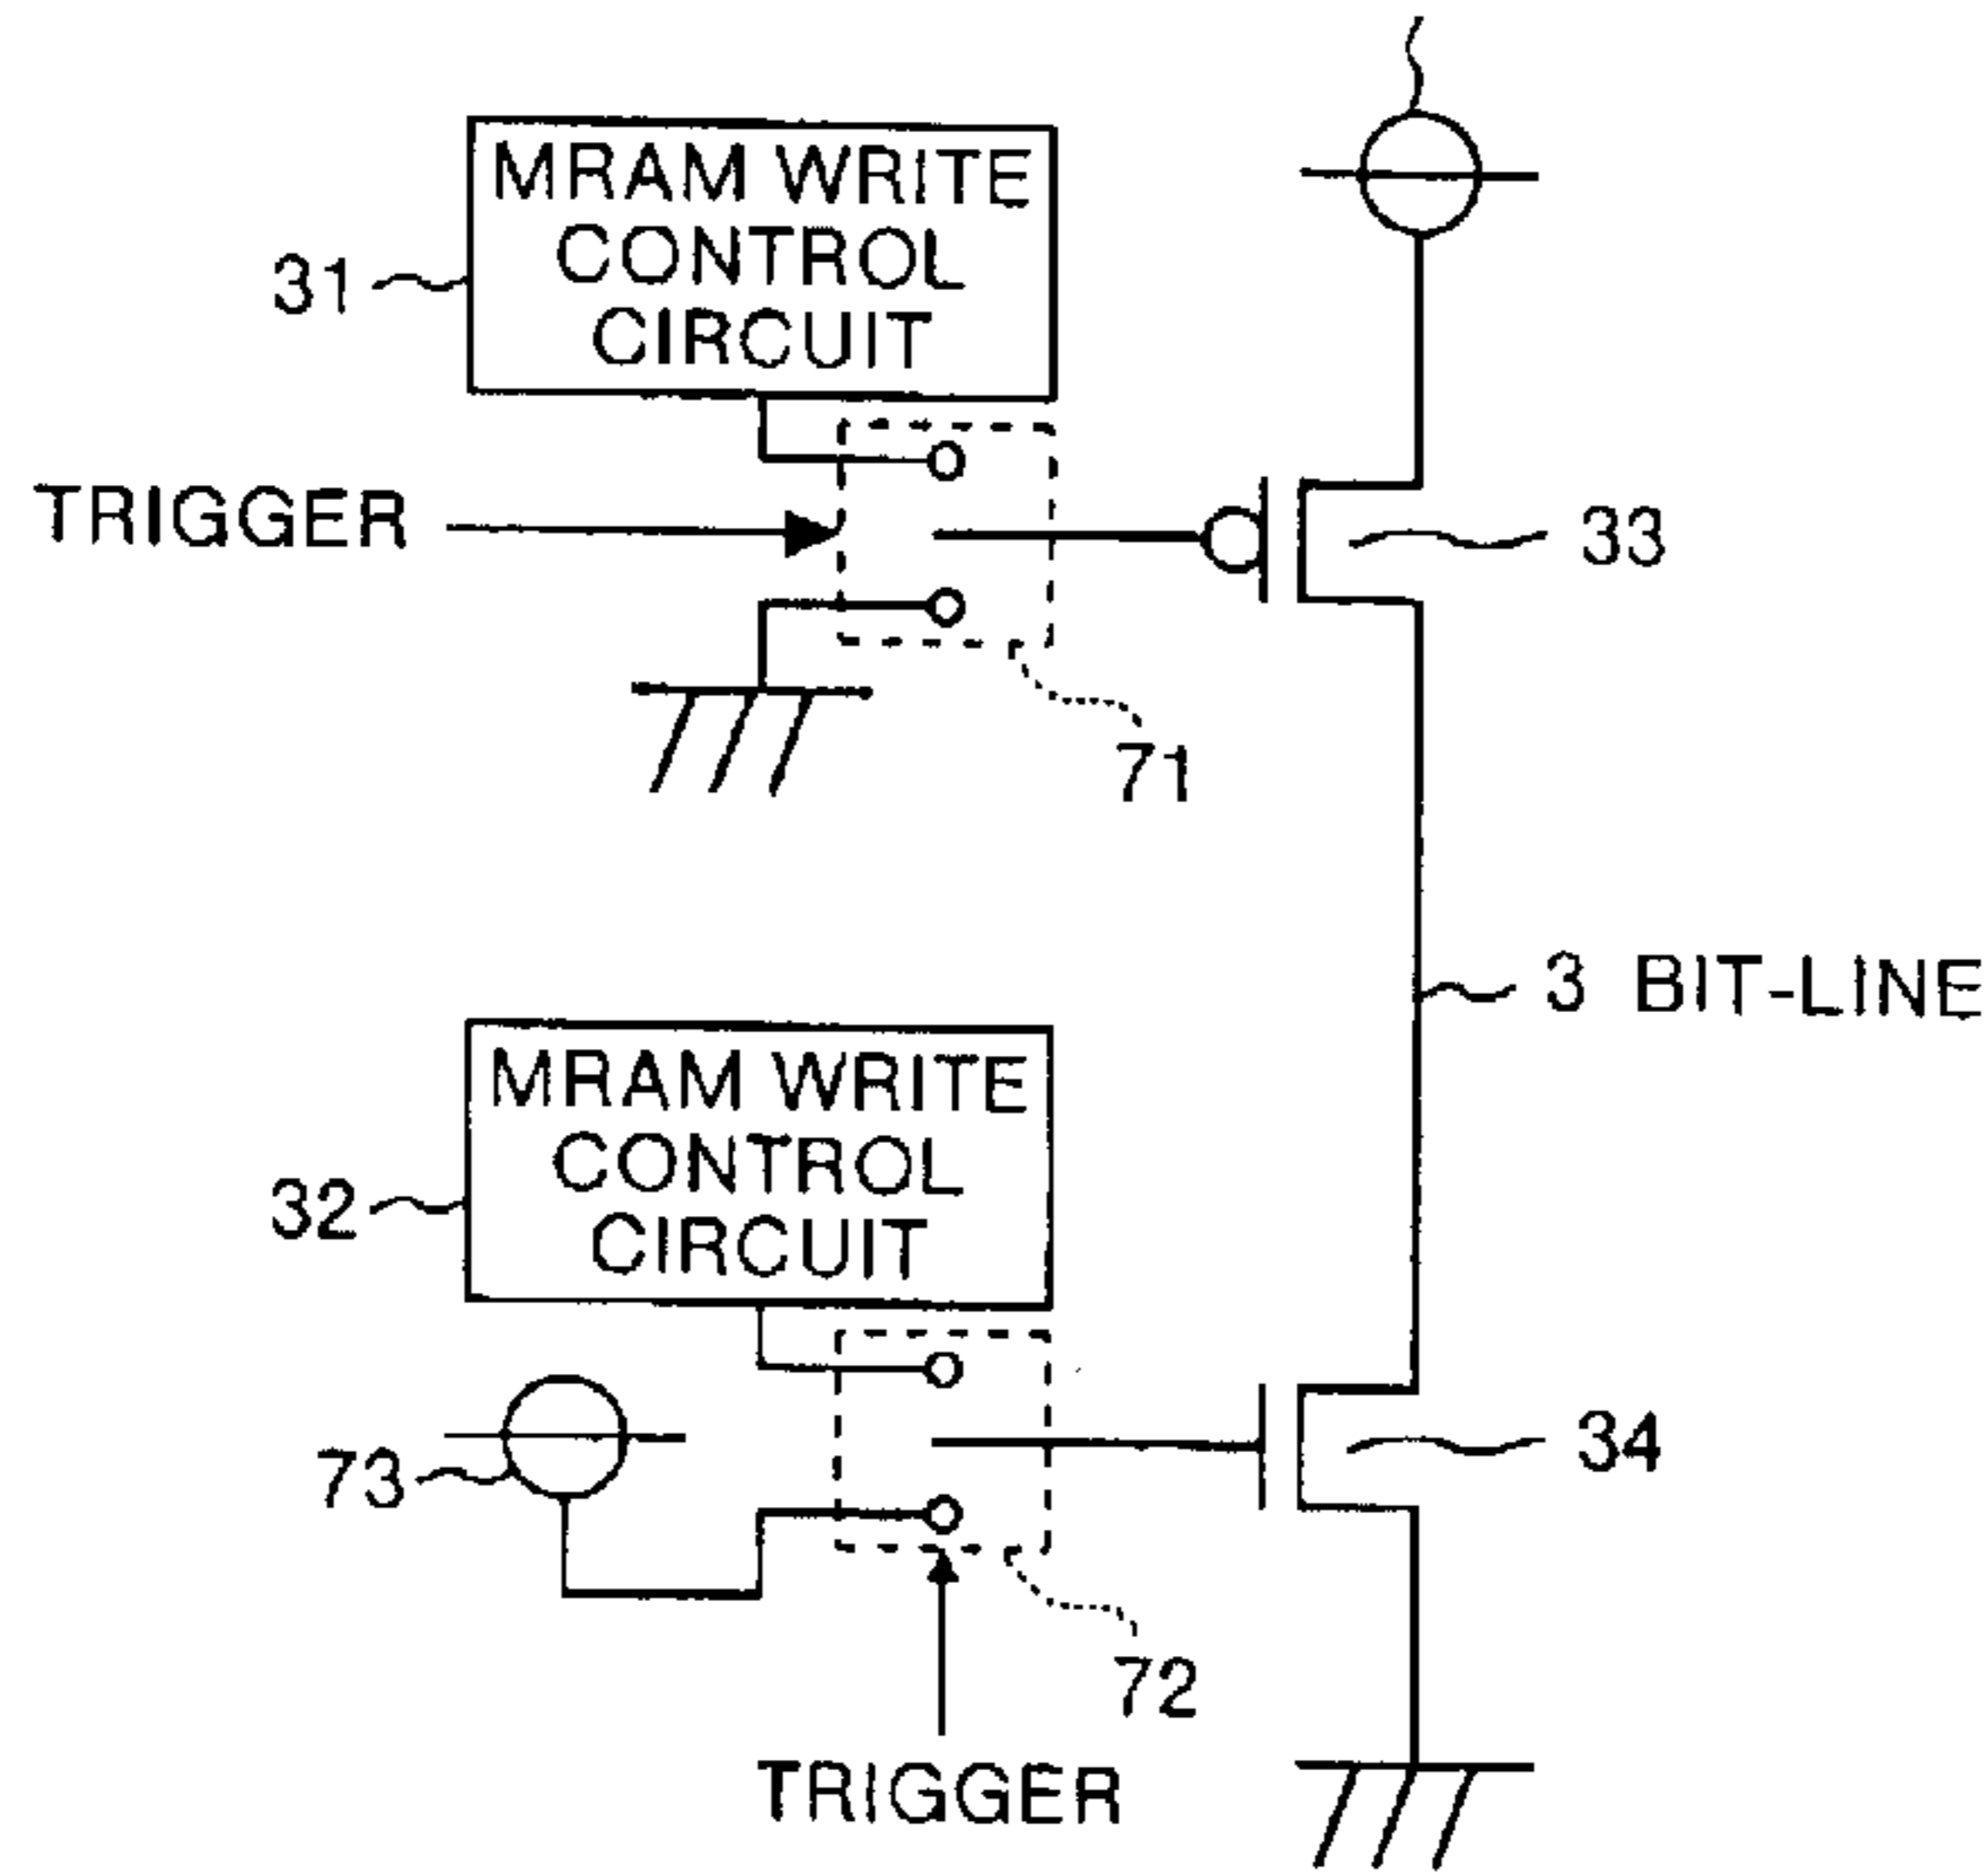 MRAM WRITE
CONTROL
CIRCUIT
31
TRIGGER
33
71
3 BIT-LINE
MRAM WRITE
CONTROL
CIRCUIT
32
73
34
72
TRIGGER